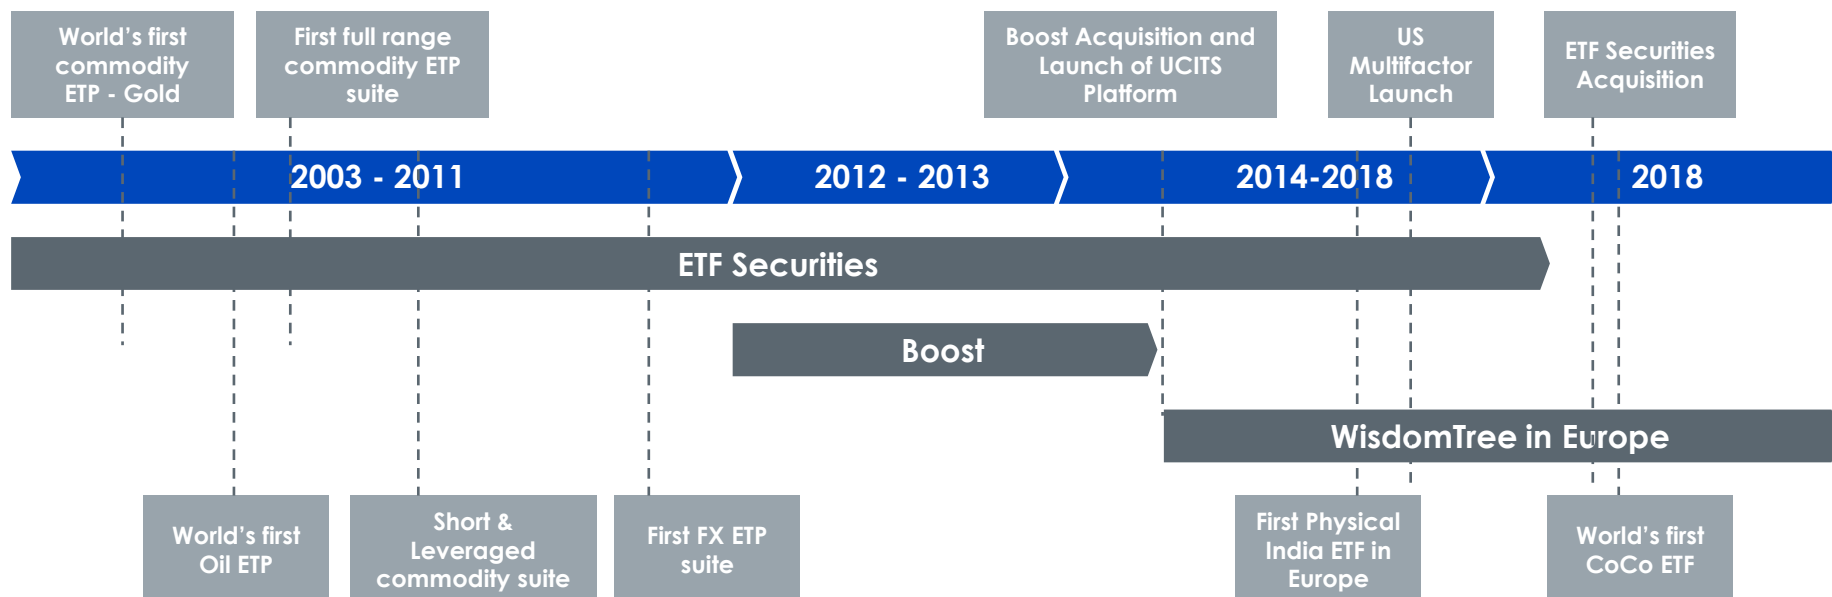 World's first
commodity
ETP - Gold
First full range
commodity ETP
suite
Boost Acquisition and
Launch of UCITS
Platform
US
Multifactor
Launch
ETF Securities
Acquisition
2003 - 2011
2012 - 2013
2014-2018
2018
ETF Securities
Boost
WisdomTree in Europe
World's first
Oil ETP
Short &
Leveraged
commodity suite
First FX ETP
suite
First Physical
India ETF in
Europe
World's first
CoCo ETF